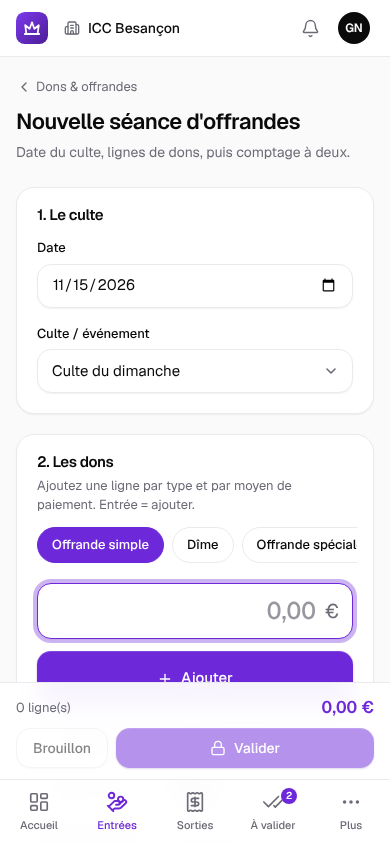 ICC Besançon
GN
Dons & offrandes
Nouvelle séance d'offrandes
Date du culte, lignes de dons, puis comptage à deux.
1. Le culte
Date
11/15/2026
Culte / événement
Culte du dimanche
2. Les dons
Ajoutez une ligne par type et par moyen de
paiement. Entrée = ajouter.
Offrande simple
Dîme
Offrande spécial
0,00 €
+ Ajouter
0 ligne(s)
0,00 €
Brouillon
Valider
2
Accueil
Entrées
Sorties
À valider
Plus